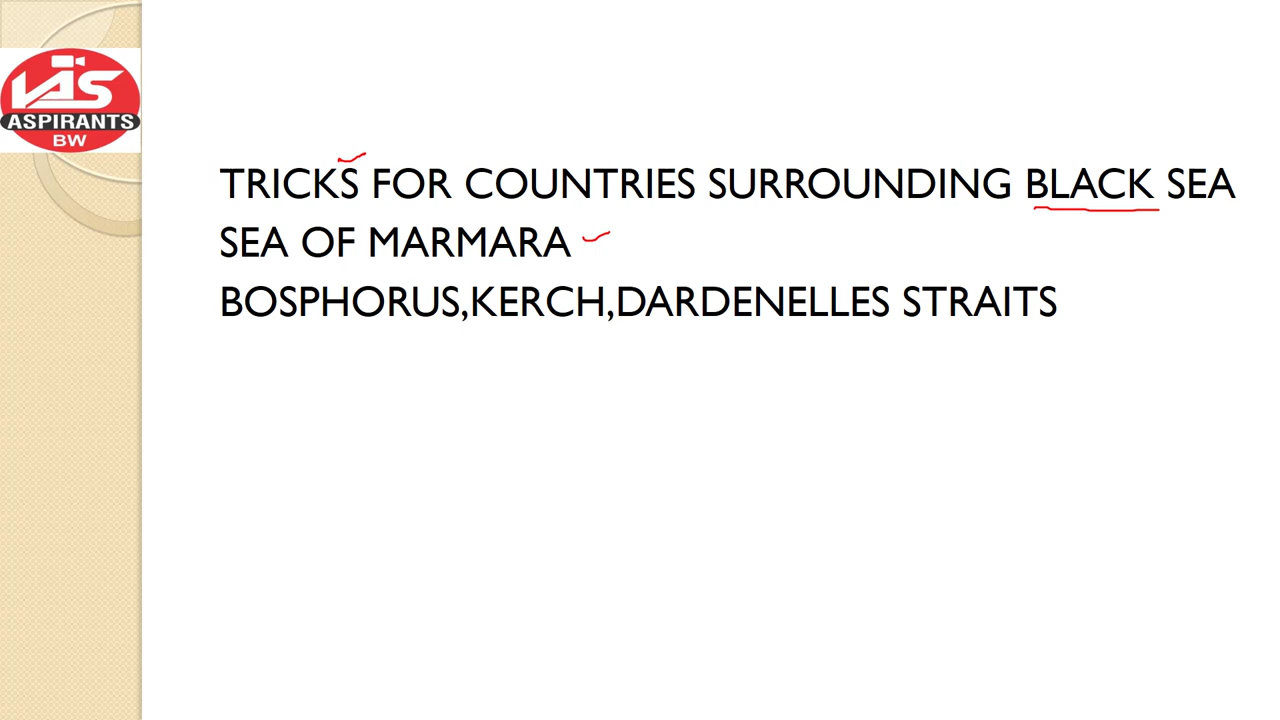 IAS
ASPIRANTS
BW
TRICKS FOR COUNTRIES SURROUNDING BLACK SEA
SEA OF MARMARA
BOSPHORUS,KERCH,DARDENELLES STRAITS